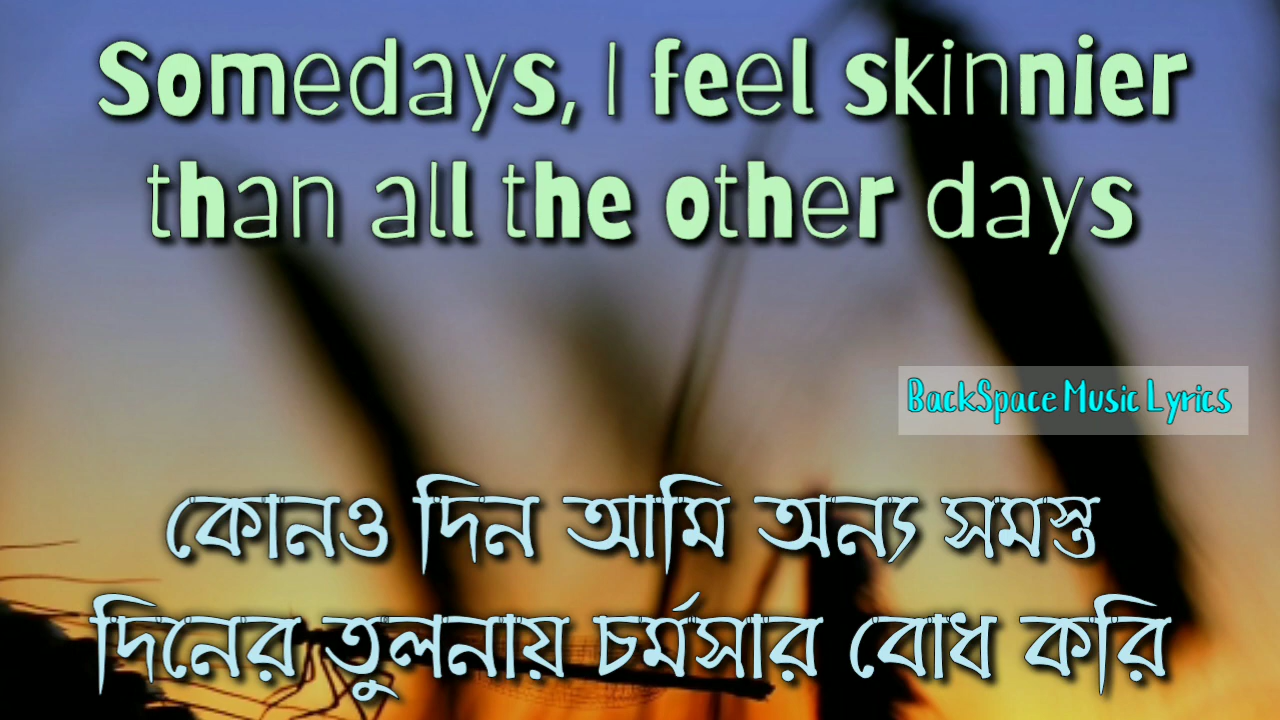 Somedays, I feel skinnier
than all the other days
BackSpace Music Lyrics
কোনও দিন আমি অন্য সমস্ত
দিনের তুলনায় চর্মসার বোধ করি